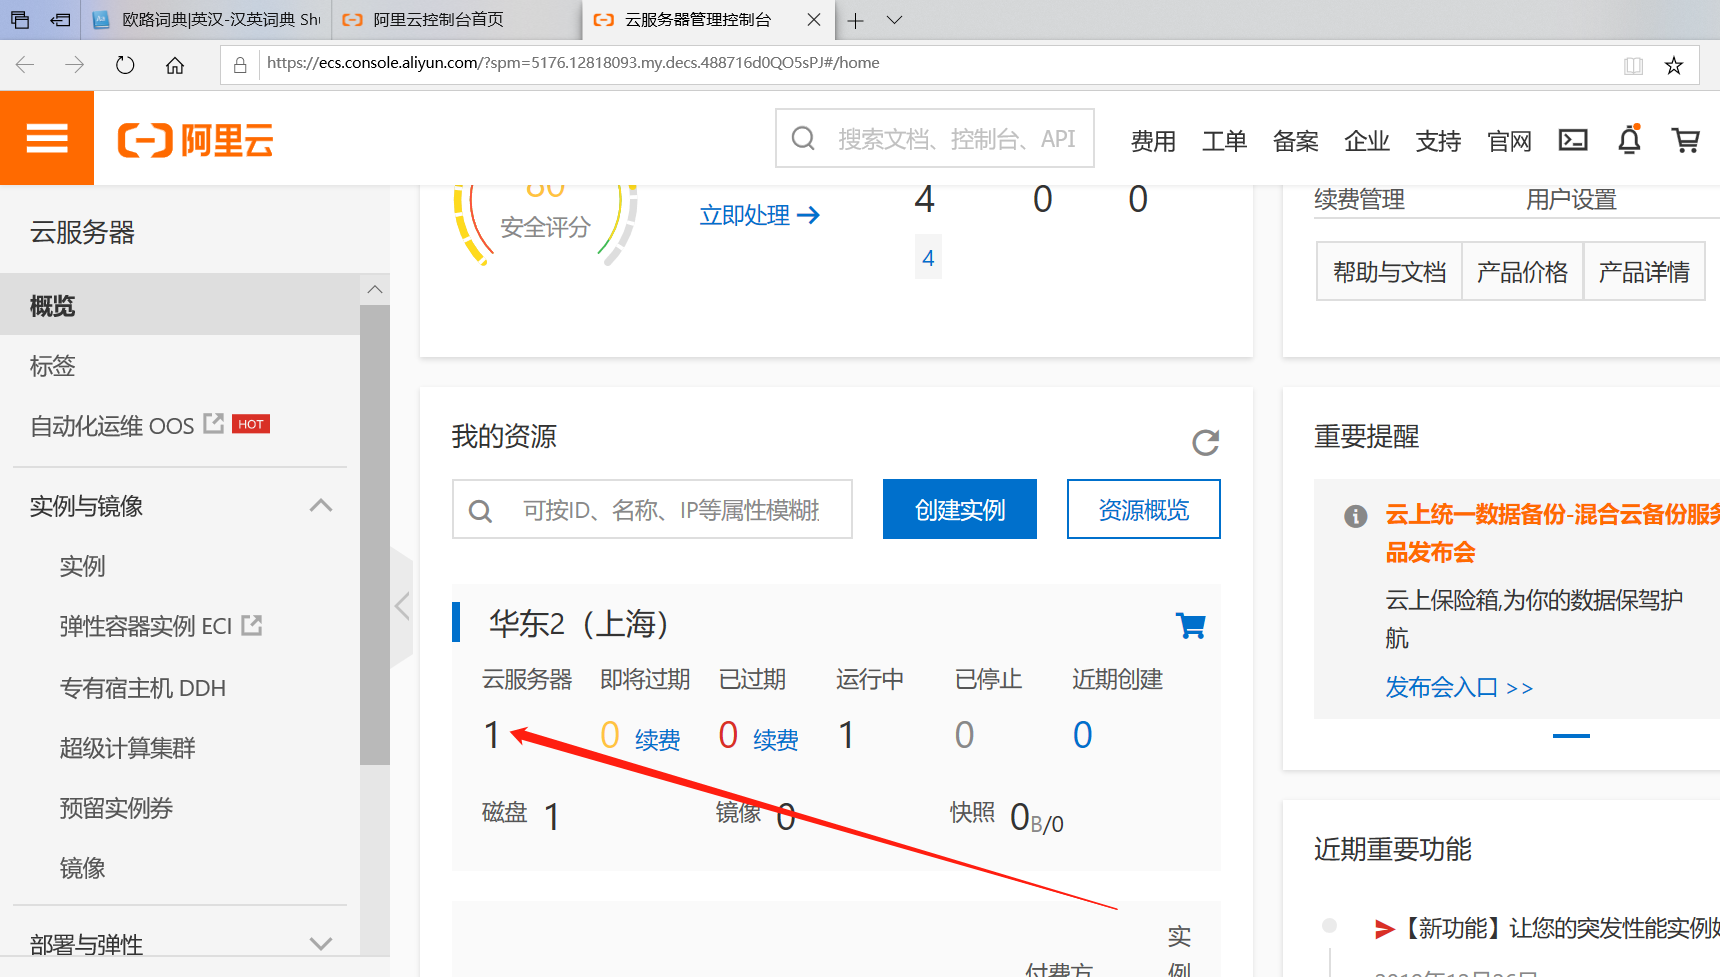 欧路词典|英汉-汉英词典 Shu
阿里云控制台首页
云服务器管理控制台
https://ecs.console.aliyun.com/?spm=5176.12818093.my.decs.488716d0QO5sPJ#/home
阿里云
搜索文档、控制台、API
费用
工单
备案
企业
支持
官网
云服务器
概览
标签
自动化运维 OOS
HOT
实例与镜像
实例
弹性容器实例 ECI
专有宿主机 DDH
超级计算集群
预留实例券
镜像
部署与弹性
80
安全评分
立即处理
4
0
0
4
续费管理
用户设置
帮助与文档
产品价格
产品详情
我的资源
可按ID、名称、IP等属性模糊
创建实例
资源概览
华东2（上海）
云服务器 即将过期 已过期 运行中 已停止 近期创建
1 0 续费 0 续费 1 0 0
磁盘 1 镜像 0 快照 0B/0
实
付费方 例
重要提醒
云上统一数据备份-混合云备份服务
品发布会
云上保险箱,为你的数据保驾护
航
发布会入口 >>
近期重要功能
【新功能】让您的突发性能实例